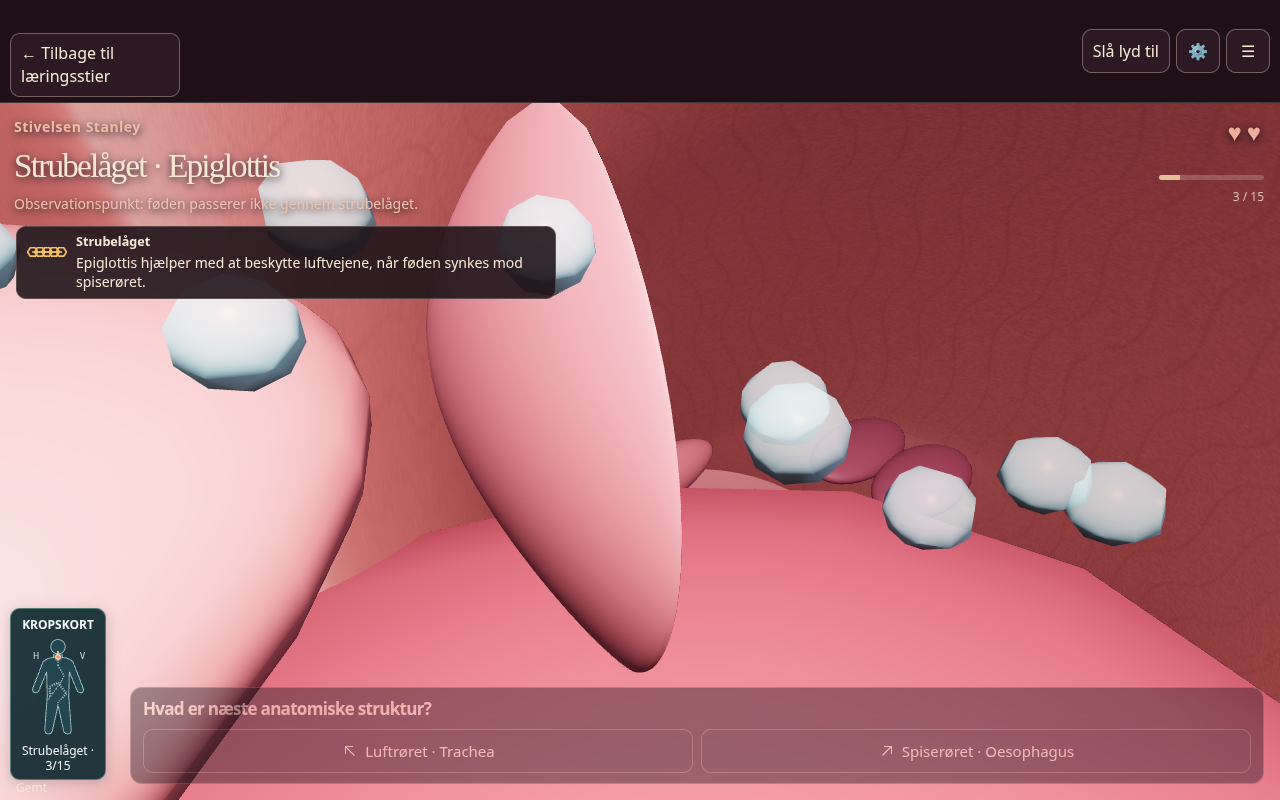 ← Tilbage til
læringsstier
Slå lyd til
Stivelsen Stanley
Strubelåget · Epiglottis
Observationspunkt: føden passerer ikke gennem strubelåget.
3 / 15
Strubelåget
Epiglottis hjælper med at beskytte luftvejene, når føden synkes mod
spiserøret.
KROPSKORT
H V
Strubelåget ·
3/15
Gemt
Hvad er næste anatomiske struktur?
↖ Luftrøret · Trachea
↗ Spiserøret · Oesophagus